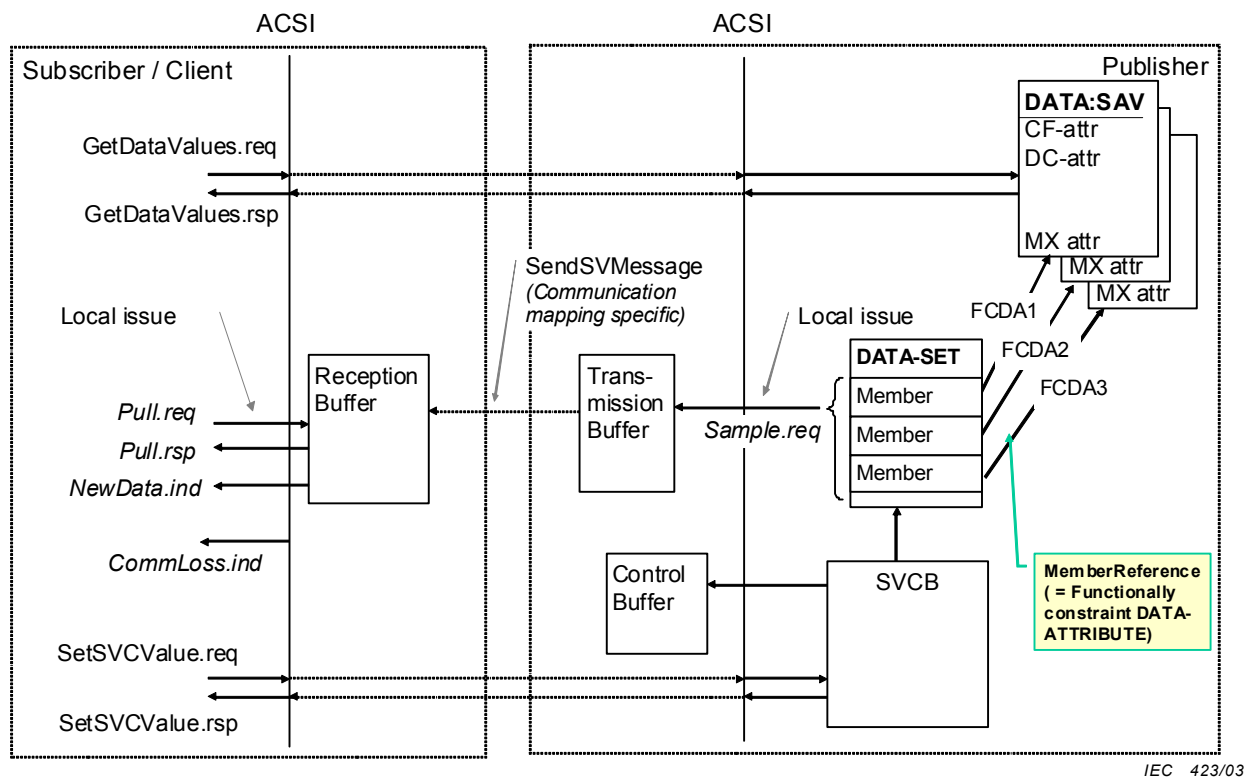 ACSI
ACSI
Subscriber / Client
Publisher
DATA:SAV
CF-attr
DC-attr
MX attr
MX attr
MX attr
GetDataValues.req
GetDataValues.rsp
SendSVMessage
(Communication
mapping specific)
Local issue
Local issue
FCDA1
FCDA2
FCDA3
Reception
Buffer
Trans-
mission
Buffer
DATA-SET
Member
Member
Member
Pull.req
Pull.rsp
NewData.ind
Sample.req
CommLoss.ind
Control
Buffer
SVCB
MemberReference
( = Functionally
constraint DATA-
ATTRIBUTE)
SetSVCValue.req
SetSVCValue.rsp
IEC 423/03